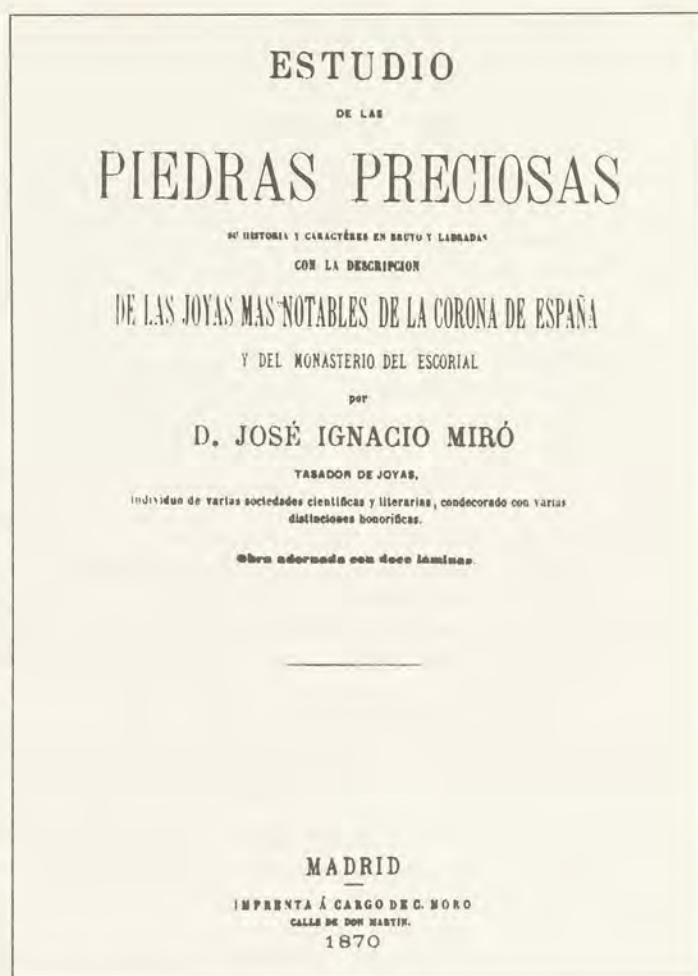 ESTUDIO
DE LAS
PIEDRAS PRECIOSAS
SU HISTORIA Y CARACTÉRES EN BRUTO Y LABRADAS
CON LA DESCRIPCION
DE LAS JOYAS MAS NOTABLES DE LA CORONA DE ESPAÑA
Y DEL MONASTERIO DEL ESCORIAL
por
D. JOSÉ IGNACIO MIRÓ
TASADOR DE JOYAS,
individuo de varias sociedades científicas y literarias, condecorado con varias
distinciones honoríficas.
Obra adornada con doce láminas.
MADRID
IMPRENTA Á CARGO DE C. MORO
CALLE DE DON MARTIN.
1870